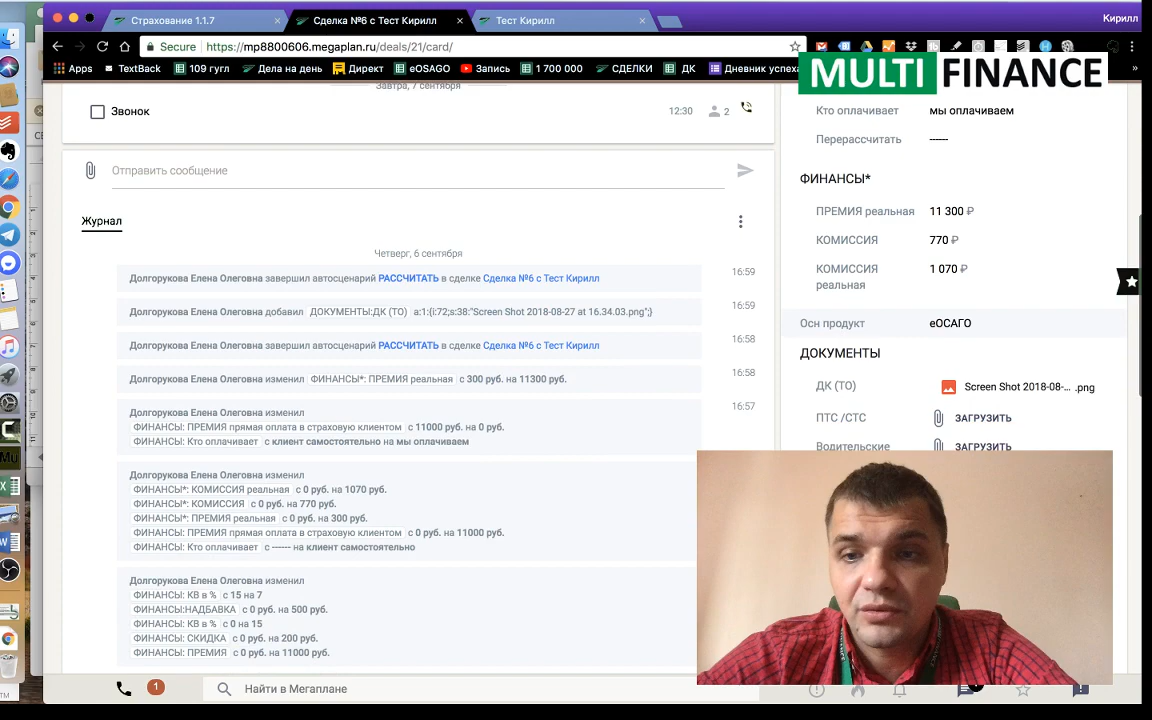 Страхование 1.1.7
Сделка №6 с Тест Кирилл
Тест Кирилл
Кирилл
Secure
https://mp8800606.megaplan.ru/deals/21/card/
Apps
TextBack
109 гугл
Дела на день
Директ
eOSAGO
Запись
1 700 000
СДЕЛКИ
ДК
Дневник успеха
»
MULTI FINANCE
Завтра, 7 сентября
Звонок
12:30
2
Отправить сообщение
Журнал
Четверг, 6 сентября
Долгорукова Елена Олеговна завершил автосценарий РАССЧИТАТЬ в сделке Сделка №6 с Тест Кирилл
16:59
Долгорукова Елена Олеговна добавил ДОКУМЕНТЫ:ДК (ТО) a:1:{i:72;s:38:"Screen Shot 2018-08-27 at 16.34.03.png";}
16:59
Долгорукова Елена Олеговна завершил автосценарий РАССЧИТАТЬ в сделке Сделка №6 с Тест Кирилл
16:58
Долгорукова Елена Олеговна изменил ФИНАНСЫ*: ПРЕМИЯ реальная с 300 руб. на 11300 руб.
16:58
Долгорукова Елена Олеговна изменил
16:57
ФИНАНСЫ: ПРЕМИЯ прямая оплата в страховую клиентом с 11000 руб. на 0 руб.
ФИНАНСЫ: Кто оплачивает с клиент самостоятельно на мы оплачиваем
Долгорукова Елена Олеговна изменил
ФИНАНСЫ*: КОМИССИЯ реальная с 0 руб. на 1070 руб.
ФИНАНСЫ*: КОМИССИЯ с 0 руб. на 770 руб.
ФИНАНСЫ*: ПРЕМИЯ реальная с 0 руб. на 300 руб.
ФИНАНСЫ: ПРЕМИЯ прямая оплата в страховую клиентом с 0 руб. на 11000 руб.
ФИНАНСЫ: Кто оплачивает с ------ на клиент самостоятельно
Долгорукова Елена Олеговна изменил
ФИНАНСЫ: КВ в % с 15 на 7
ФИНАНСЫ:НАДБАВКА с 0 руб. на 500 руб.
ФИНАНСЫ: КВ в % с 0 на 15
ФИНАНСЫ: СКИДКА с 0 руб. на 200 руб.
ФИНАНСЫ: ПРЕМИЯ с 0 руб. на 11000 руб.
Кто оплачивает
мы оплачиваем
Перерассчитать
------
ФИНАНСЫ*
ПРЕМИЯ реальная
11 300 ₽
КОМИССИЯ
770 ₽
КОМИССИЯ
реальная
1 070 ₽
Осн продукт
еОСАГО
ДОКУМЕНТЫ
ДК (ТО)
Screen Shot 2018-08-... .png
ПТС /СТС
ЗАГРУЗИТЬ
Водительские
ЗАГРУЗИТЬ
1
Найти в Мегаплане